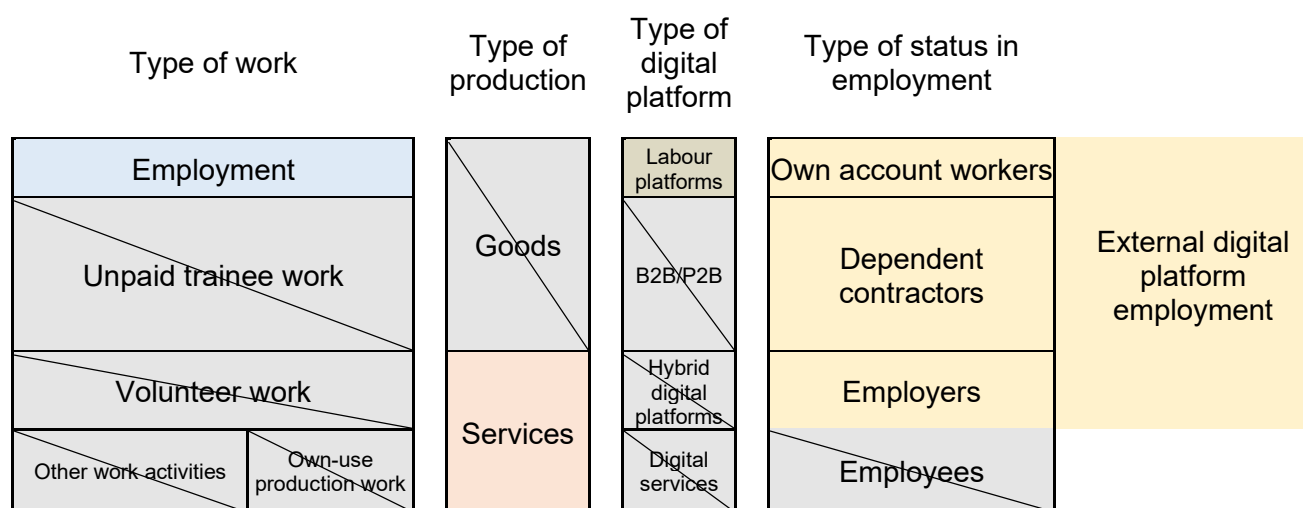 Type of work
Type of
production
Type of
digital
platform
Type of status in
employment
Employment
Unpaid trainee work
Volunteer work
Other work activities
Own-use
production work
Goods
Services
Labour
platforms
B2B/P2B
Hybrid
digital
platforms
Digital
services
Own account workers
Dependent
contractors
Employers
Employees
External digital
platform
employment